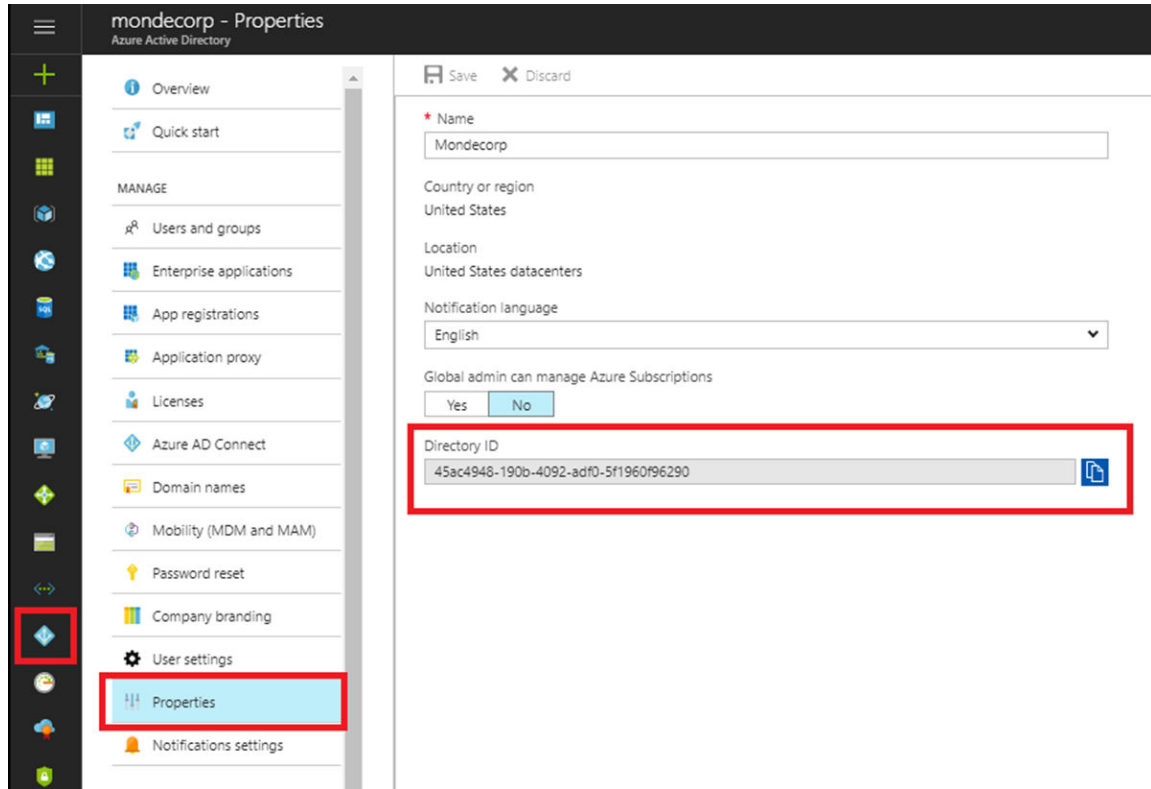 mondecorp - Properties
Azure Active Directory
Overview
Quick start
MANAGE
Users and groups
Enterprise applications
App registrations
Application proxy
Licenses
Azure AD Connect
Domain names
Mobility (MDM and MAM)
Password reset
Company branding
User settings
Properties
Notifications settings
Save Discard
* Name
Mondecorp
Country or region
United States
Location
United States datacenters
Notification language
English
Global admin can manage Azure Subscriptions
Yes No
Directory ID
45ac4948-190b-4092-adf0-5f1960f96290
SQL